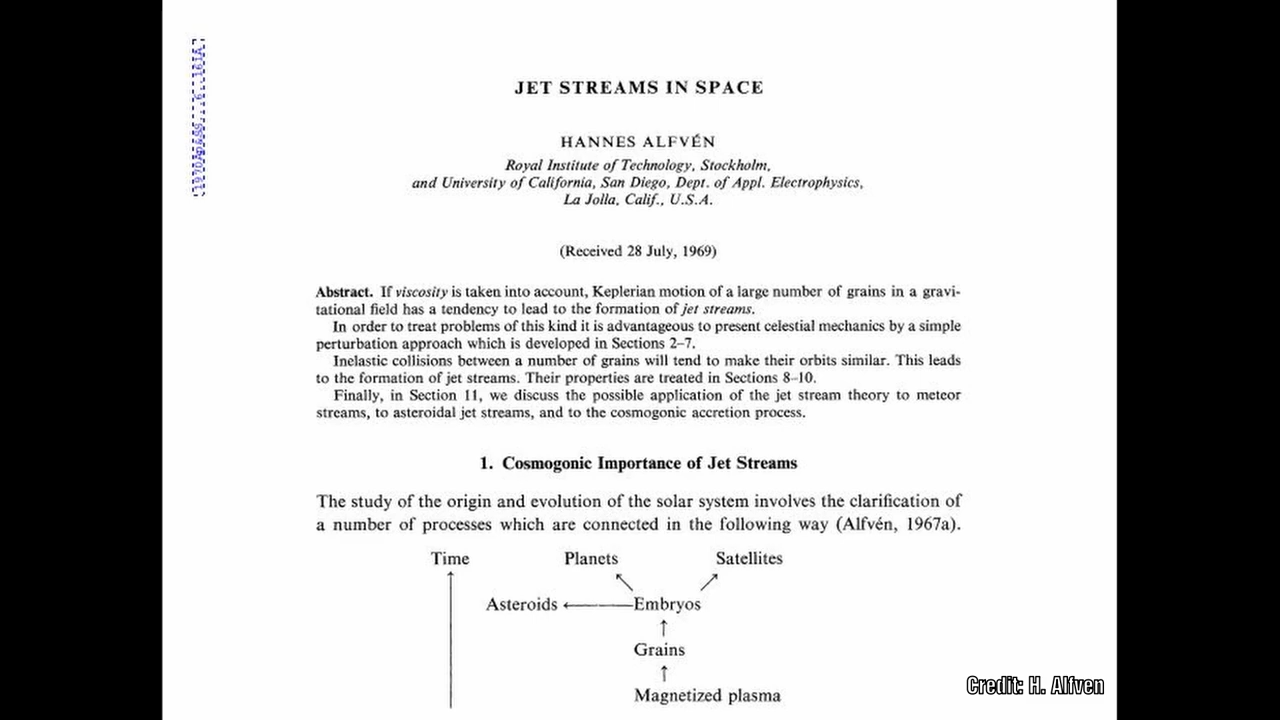 1970Ap&SS...6..161A
JET STREAMS IN SPACE
HANNES ALFVÉN
Royal Institute of Technology, Stockholm,
and University of California, San Diego, Dept. of Appl. Electrophysics,
La Jolla, Calif., U.S.A.
(Received 28 July, 1969)
Abstract. If viscosity is taken into account, Keplerian motion of a large number of grains in a gravi-
tational field has a tendency to lead to the formation of jet streams.
In order to treat problems of this kind it is advantageous to present celestial mechanics by a simple
perturbation approach which is developed in Sections 2–7.
Inelastic collisions between a number of grains will tend to make their orbits similar. This leads
to the formation of jet streams. Their properties are treated in Sections 8–10.
Finally, in Section 11, we discuss the possible application of the jet stream theory to meteor
streams, to asteroidal jet streams, and to the cosmogonic accretion process.
1. Cosmogonic Importance of Jet Streams
The study of the origin and evolution of the solar system involves the clarification of
a number of processes which are connected in the following way (Alfvén, 1967a).
Time Planets Satellites
Asteroids ← Embryos
Grains
Magnetized plasma
Credit: H. Alfven